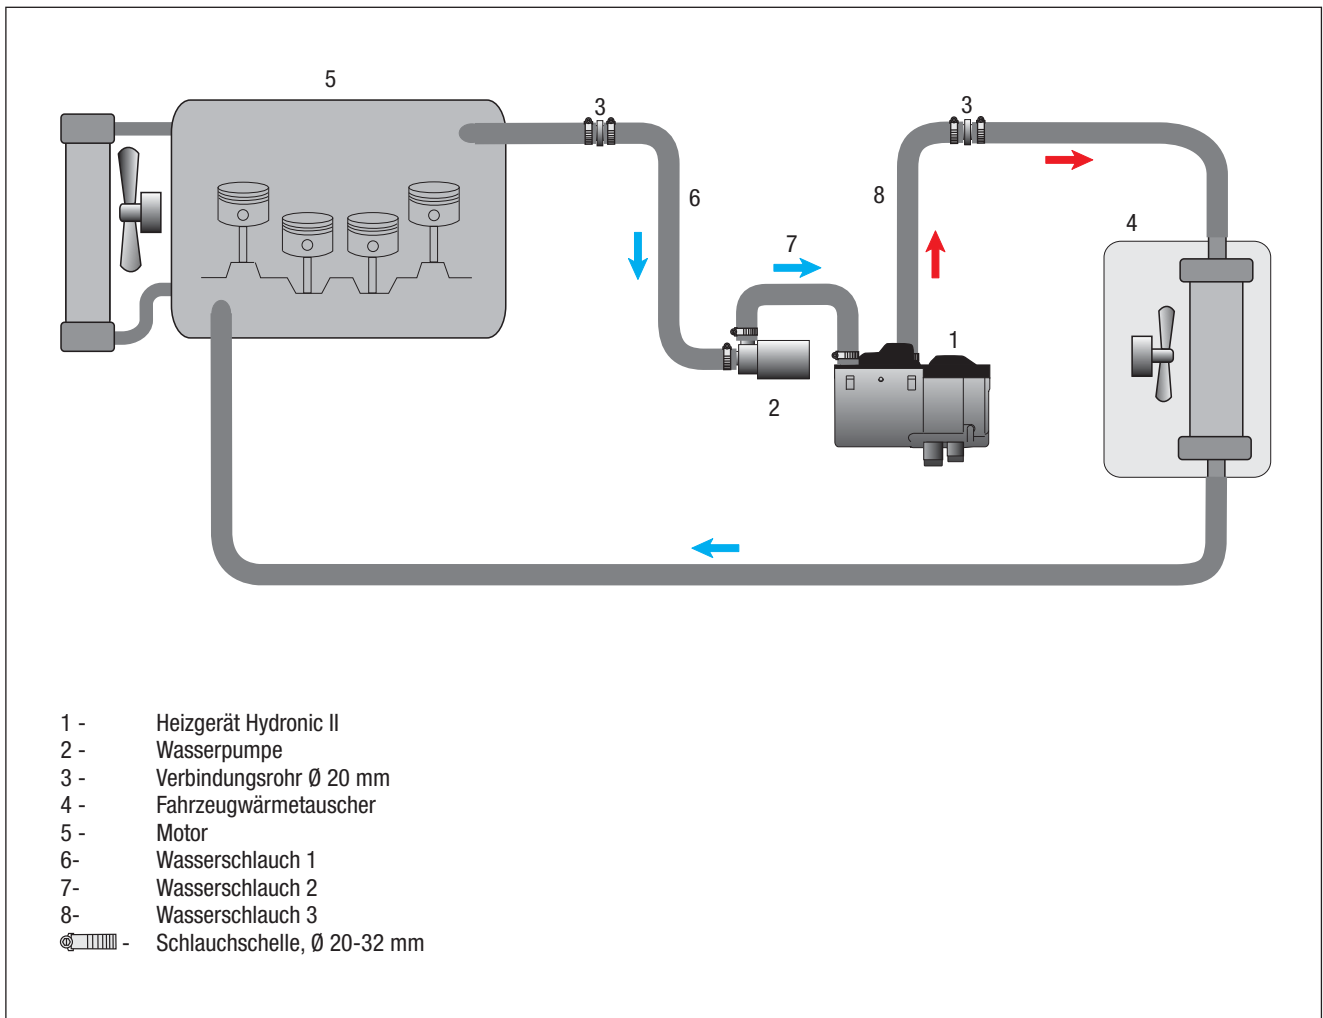 5
3
3
6
8
4
7
1
2
1 - Heizgerät Hydronic II
2 - Wasserpumpe
3 - Verbindungsrohr Ø 20 mm
4 - Fahrzeugwärmetauscher
5 - Motor
6- Wasserschlauch 1
7- Wasserschlauch 2
8- Wasserschlauch 3
- Schlauchschelle, Ø 20-32 mm